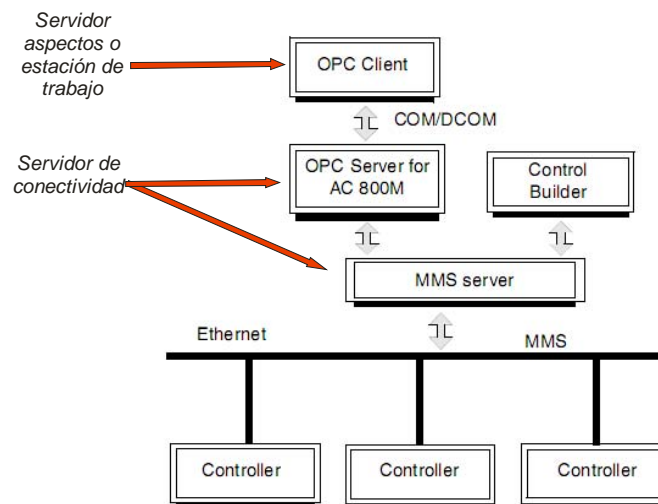 Servidor
aspectos o
estación de
trabajo
OPC Client
COM/DCOM
Servidor de
conectividad
OPC Server for
AC 800M
Control
Builder
MMS server
Ethernet
MMS
Controller
Controller
Controller